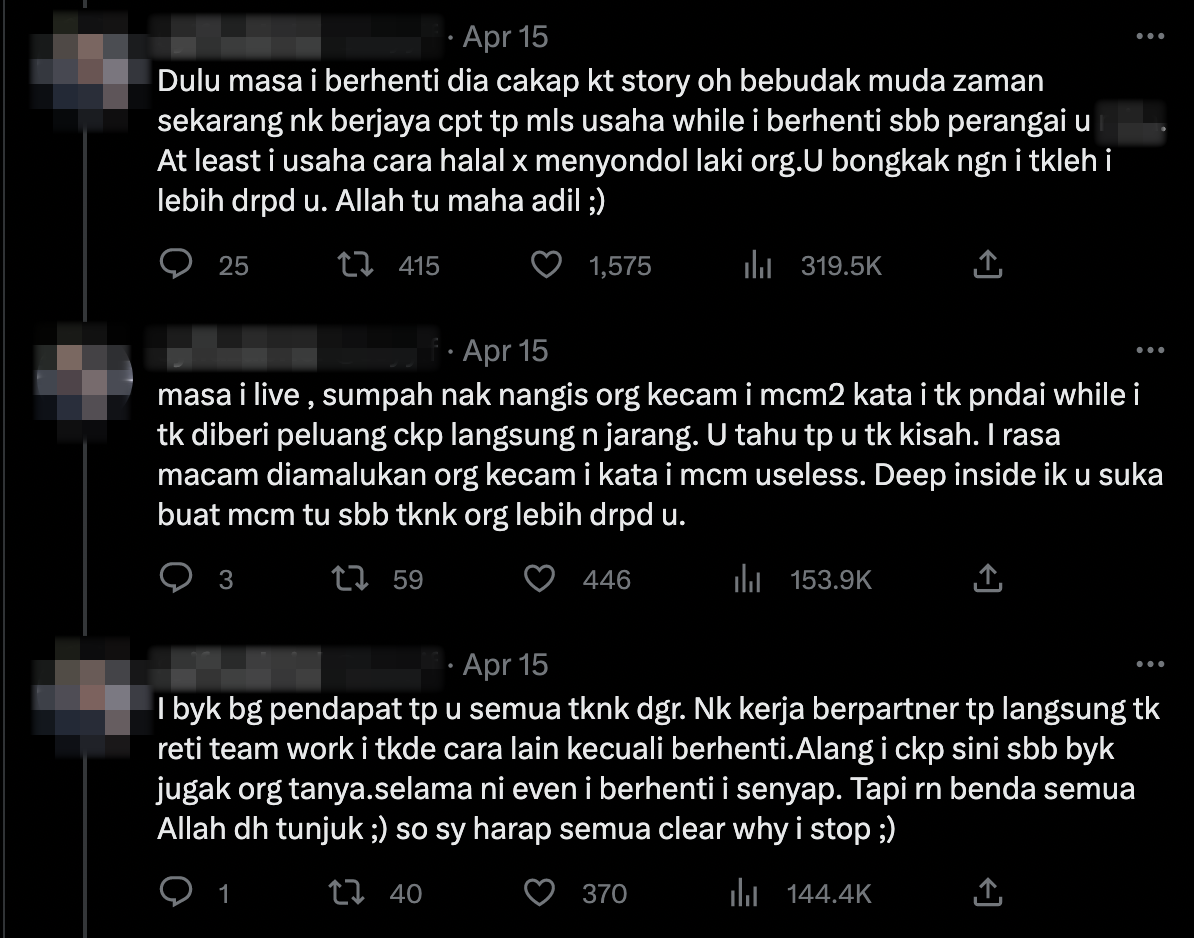 · Apr 15
Dulu masa i berhenti dia cakap kt story oh bebudak muda zaman
sekarang nk berjaya cpt tp mls usaha while i berhenti sbb perangai u
At least i usaha cara halal x menyondol laki org.U bongkak ngn i tkleh i
lebih drpd u. Allah tu maha adil ;)
25 415 1,575 319.5K
· Apr 15
masa i live , sumpah nak nangis org kecam i mcm2 kata i tk pndai while i
tk diberi peluang ckp langsung n jarang. U tahu tp u tk kisah. I rasa
macam diamalukan org kecam i kata i mcm useless. Deep inside ik u suka
buat mcm tu sbb tknk org lebih drpd u.
3 59 446 153.9K
· Apr 15
I byk bg pendapat tp u semua tknk dgr. Nk kerja berpartner tp langsung tk
reti team work i tkde cara lain kecuali berhenti.Alang i ckp sini sbb byk
jugak org tanya.selama ni even i berhenti i senyap. Tapi rn benda semua
Allah dh tunjuk ;) so sy harap semua clear why i stop ;)
1 40 370 144.4K